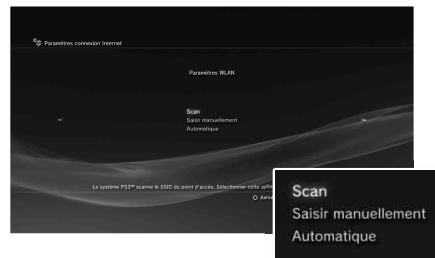 Paramètres connexion Internet
Paramètres WLAN
Scan
Saisir manuellement
Automatique
Le système PS3™ scanne le SSID du point d'accès. Sélectionner cette
Scan
Saisir manuellement
Automatique